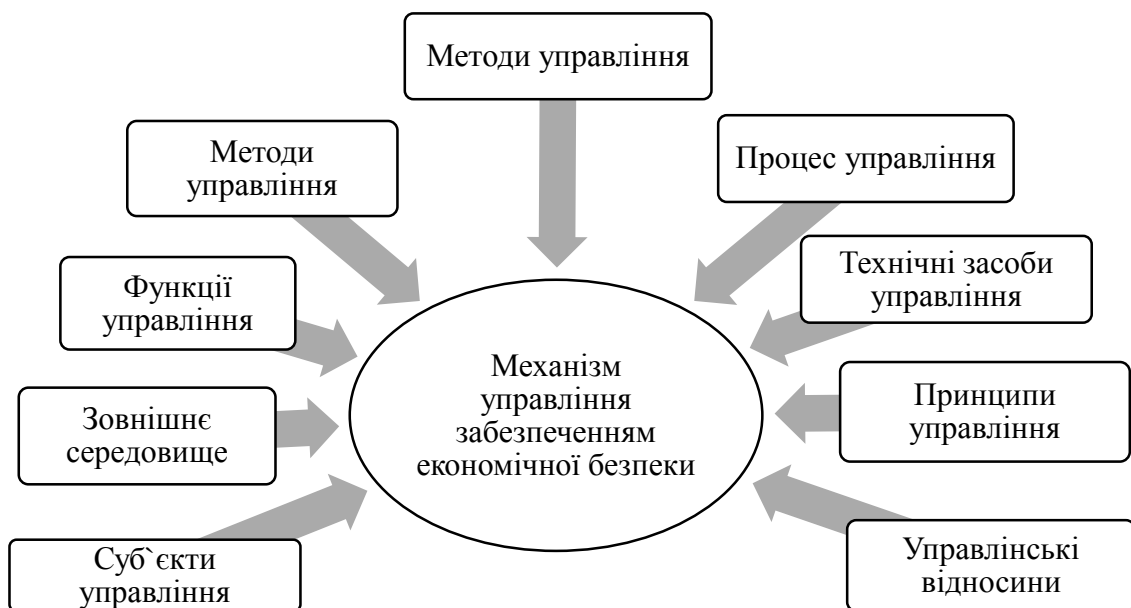 Методи управління
Методи
управління
Процес управління
Функції
управління
Технічні засоби
управління
Зовнішнє
середовище
Механізм
управління
забезпеченням
економічної безпеки
Принципи
управління
Суб`єкти
управління
Управлінські
відносини